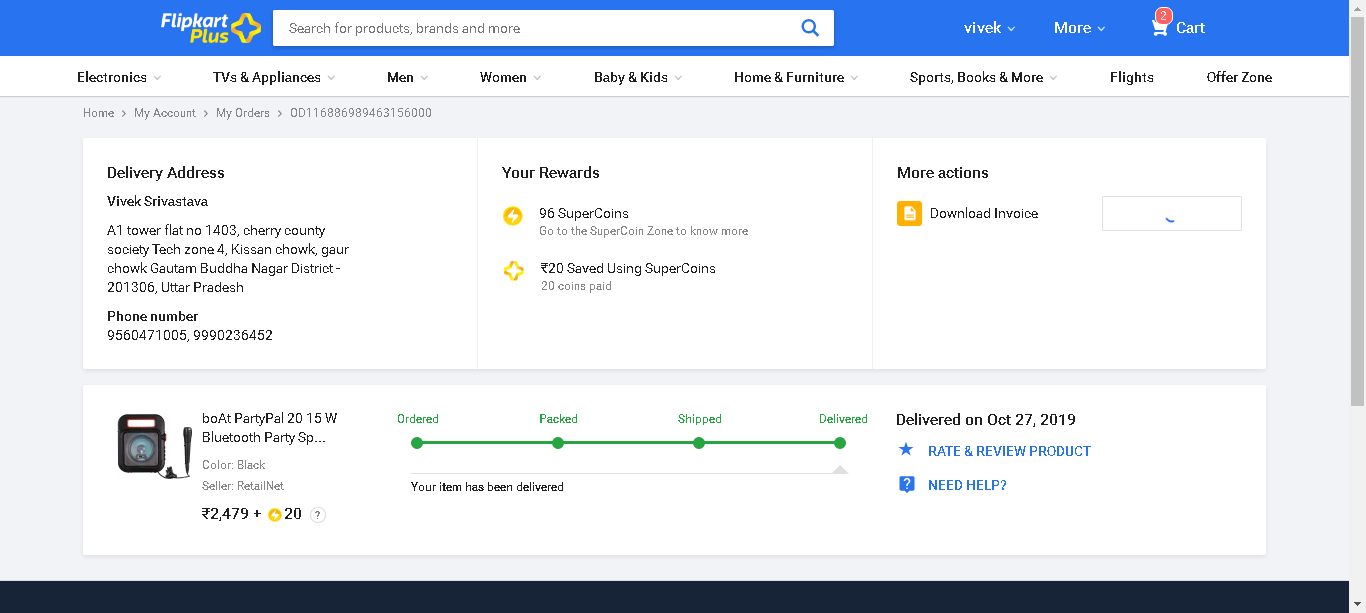 Flipkart
Plus
Search for products, brands and more
vivek
More
2
Cart
Electronics
TVs & Appliances
Men
Women
Baby & Kids
Home & Furniture
Sports, Books & More
Flights
Offer Zone
Home > My Account > My Orders > OD116886989463156000
Delivery Address
Vivek Srivastava
A1 tower flat no 1403, cherry county
society Tech zone 4, Kissan chowk, gaur
chowk Gautam Buddha Nagar District -
201306, Uttar Pradesh
Phone number
9560471005, 9990236452
Your Rewards
96 SuperCoins
Go to the SuperCoin Zone to know more
₹20 Saved Using SuperCoins
20 coins paid
More actions
Download Invoice
boAt PartyPal 20 15 W
Bluetooth Party Sp...
Color: Black
Seller: RetailNet
₹2,479 + 20 ?
Ordered
Packed
Shipped
Delivered
Your item has been delivered
Delivered on Oct 27, 2019
RATE & REVIEW PRODUCT
? NEED HELP?